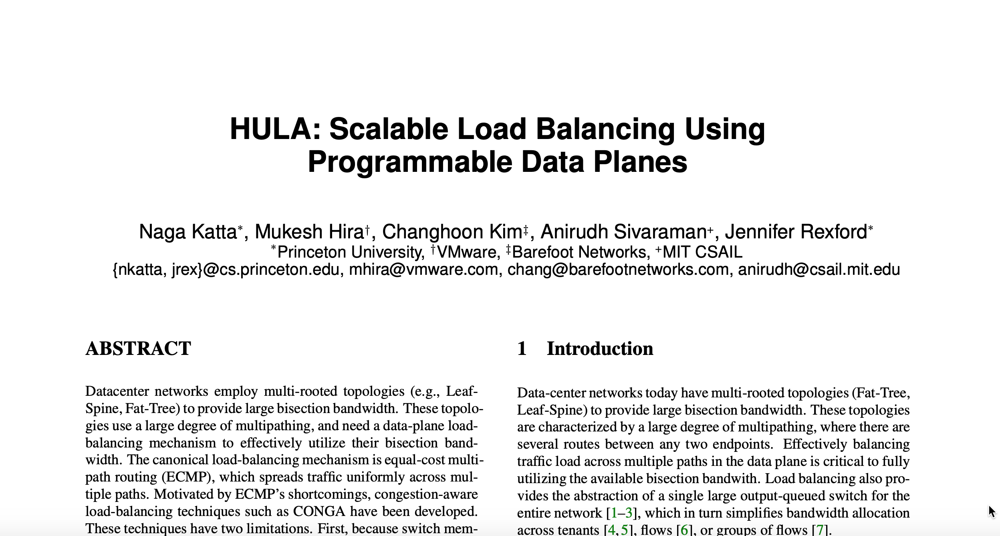 HULA: Scalable Load Balancing Using
Programmable Data Planes
Naga Katta*, Mukesh Hira†, Changhoon Kim‡, Anirudh Sivaraman+, Jennifer Rexford*
*Princeton University, †VMware, ‡Barefoot Networks, +MIT CSAIL
{nkatta, jrex}@cs.princeton.edu, mhira@vmware.com, chang@barefootnetworks.com, anirudh@csail.mit.edu
ABSTRACT
Datacenter networks employ multi-rooted topologies (e.g., Leaf-
Spine, Fat-Tree) to provide large bisection bandwidth. These topolo-
gies use a large degree of multipathing, and need a data-plane load-
balancing mechanism to effectively utilize their bisection band-
width. The canonical load-balancing mechanism is equal-cost multi-
path routing (ECMP), which spreads traffic uniformly across mul-
tiple paths. Motivated by ECMP's shortcomings, congestion-aware
load-balancing techniques such as CONGA have been developed.
These techniques have two limitations. First, because switch mem-
1 Introduction
Data-center networks today have multi-rooted topologies (Fat-Tree,
Leaf-Spine) to provide large bisection bandwidth. These topologies
are characterized by a large degree of multipathing, where there are
several routes between any two endpoints. Effectively balancing
traffic load across multiple paths in the data plane is critical to fully
utilizing the available bisection bandwith. Load balancing also pro-
vides the abstraction of a single large output-queued switch for the
entire network [1–3], which in turn simplifies bandwidth allocation
across tenants [4, 5], flows [6], or groups of flows [7].